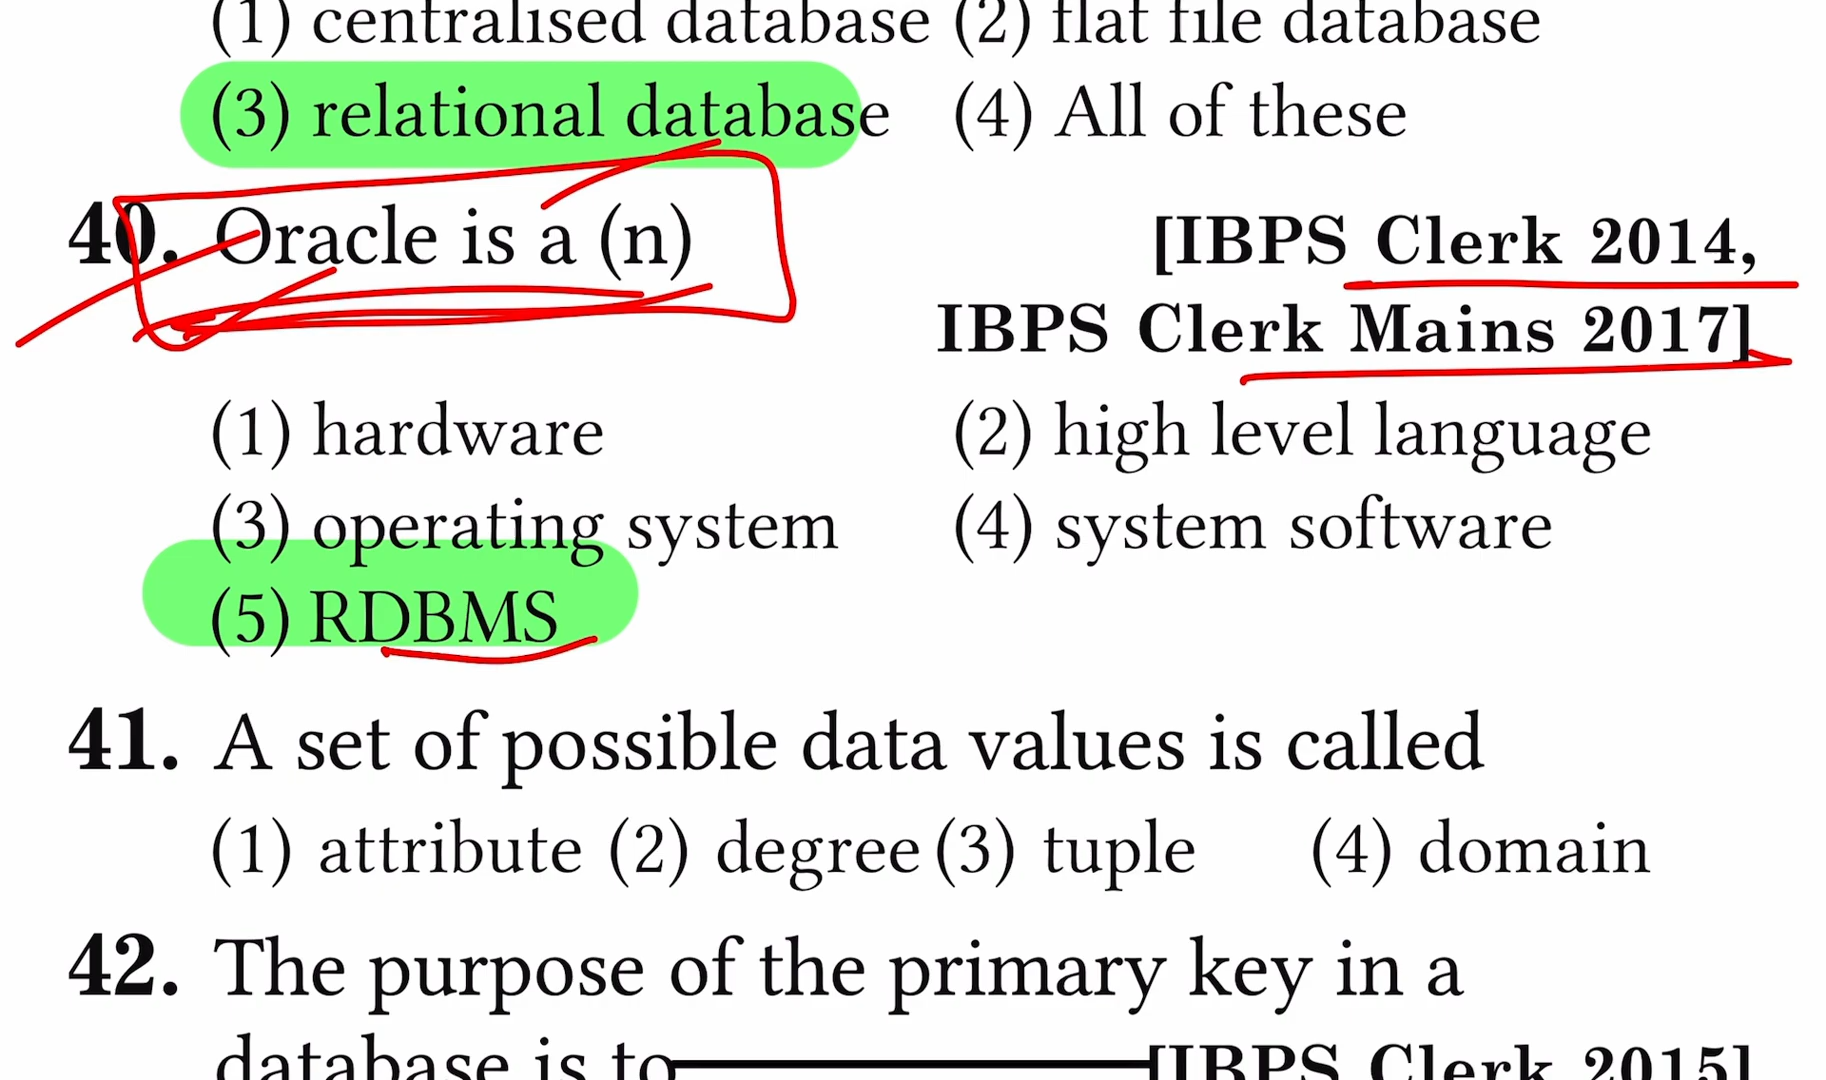 (1) centralised database (2) flat file database
(3) relational database (4) All of these
40. Oracle is a (n) [IBPS Clerk 2014,
IBPS Clerk Mains 2017]
(1) hardware (2) high level language
(3) operating system (4) system software
(5) RDBMS
41. A set of possible data values is called
(1) attribute (2) degree (3) tuple (4) domain
42. The purpose of the primary key in a
database is to [IBPS Clerk 2015]